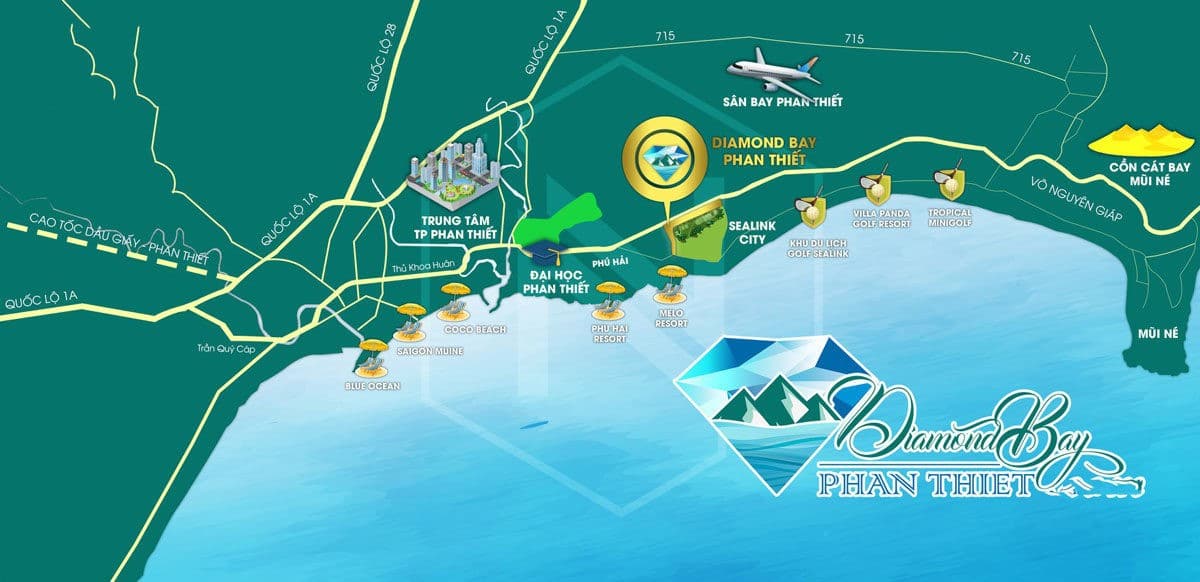 QUỐC LỘ 28
QUỐC LỘ 1A
715
715
715
SÂN BAY PHAN THIẾT
DIAMOND BAY
PHAN THIẾT
CỒN CÁT BAY
MŨI NÉ
VÕ NGUYÊN GIÁP
TRUNG TÂM
TP PHAN THIẾT
QUỐC LỘ 1A
CAO TỐC DẦU GIÂY - PHAN THIẾT
QUỐC LỘ 1A
Thủ Khoa Huân
Trần Quý Cáp
ĐẠI HỌC
PHAN THIẾT
PHÚ HÀI
SEALINK
CITY
KHU DU LỊCH
GOLF SEALINK
VILLA PANDA
GOLF RESORT
TROPICAL
MINIGOLF
MELO
RESORT
PHU HAI
RESORT
COCO BEACH
SAIGON MUINE
BLUE OCEAN
MŨI NÉ
Diamond Bay
PHAN THIET